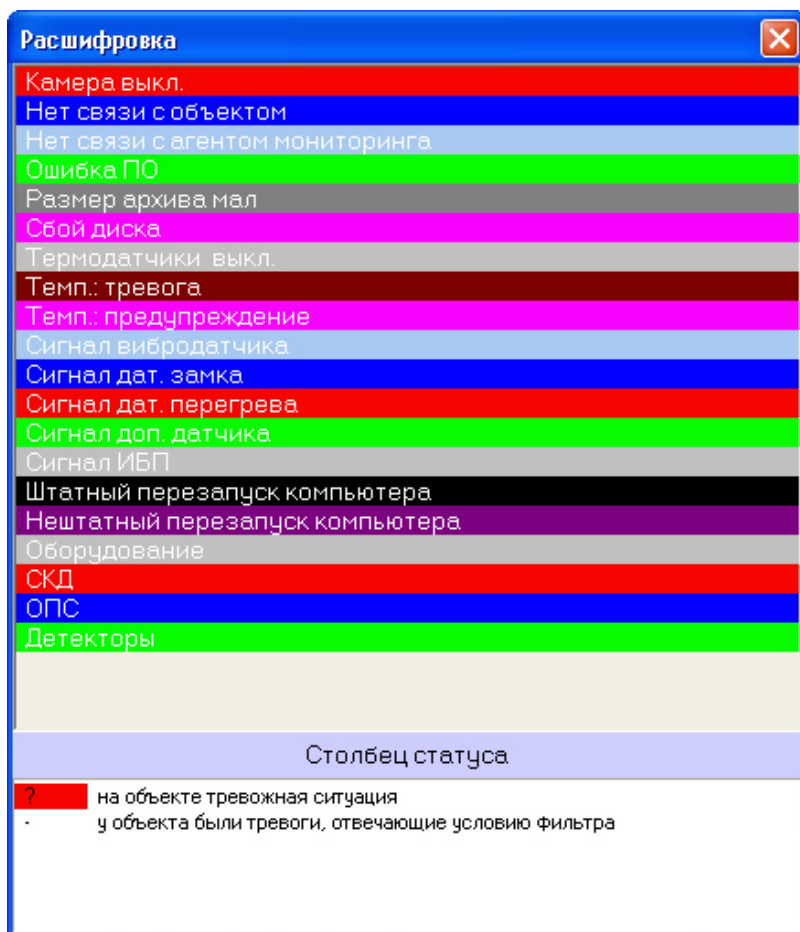 Расшифровка
Камера выкл.
Нет связи с объектом
Нет связи с агентом мониторинга
Ошибка ПО
Размер архива мал
Сбой диска
Термодатчики выкл.
Темп.: тревога
Темп.: предупреждение
Сигнал вибродатчика
Сигнал дат. замка
Сигнал дат. перегрева
Сигнал доп. датчика
Сигнал ИБП
Штатный перезапуск компьютера
Нештатный перезапуск компьютера
Оборудование
СКД
ОПС
Детекторы
Столбец статуса
? на объекте тревожная ситуация
- у объекта были тревоги, отвечающие условию фильтра